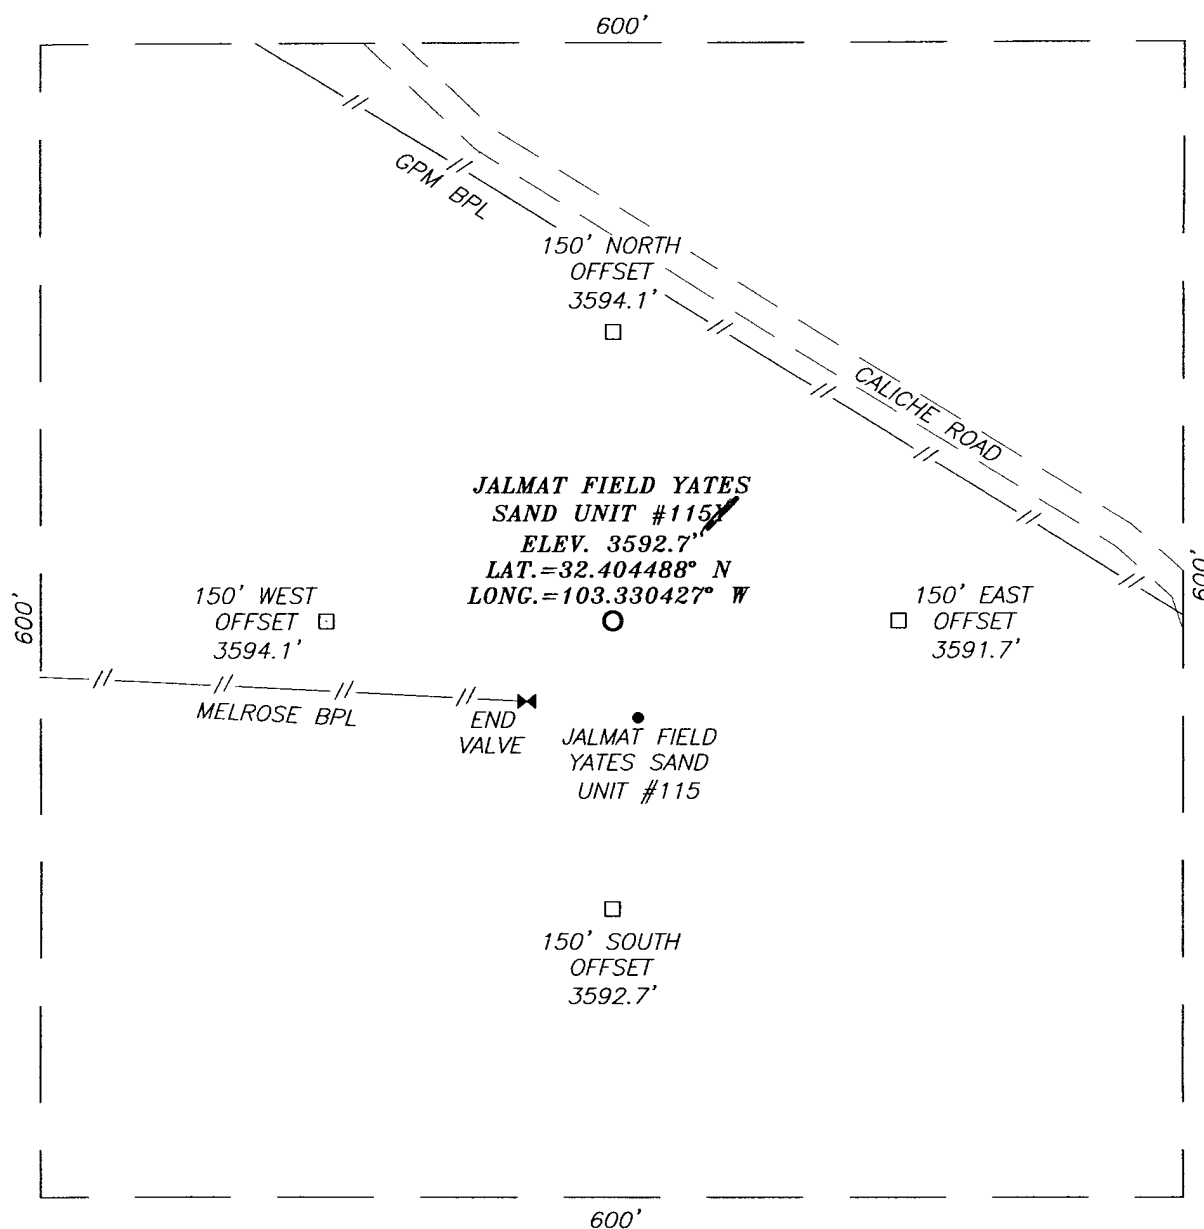 600'
GPM BPL
150' NORTH
OFFSET
3594.1'
CALICHE ROAD
JALMAT FIELD YATES
SAND UNIT #115
ELEV. 3592.7'
LAT.=32.404488° N
LONG.=103.330427° W
600'
150' WEST
OFFSET
3594.1'
150' EAST
OFFSET
3591.7'
600'
MELROSE BPL
END
VALVE
JALMAT FIELD
YATES SAND
UNIT #115
150' SOUTH
OFFSET
3592.7'
600'